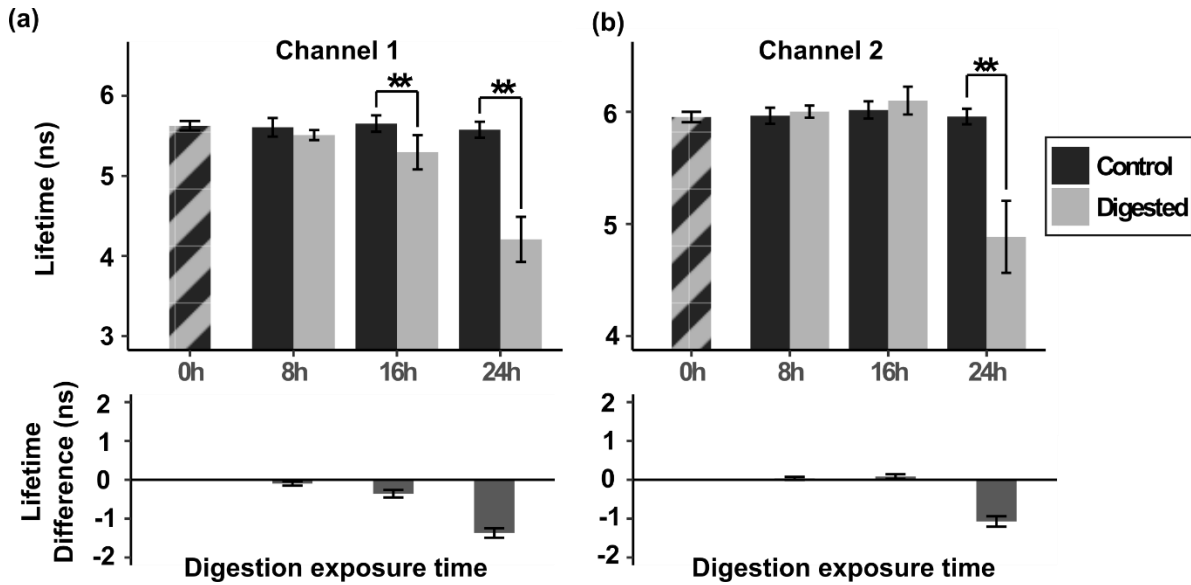 (a)
Channel 1
Lifetime (ns)
6
5
4
3
**
**
0h
8h
16h
24h
Lifetime
Difference (ns)
2
1
0
-1
-2
Digestion exposure time
(b)
Channel 2
6
5
4
**
0h
8h
16h
24h
Control
Digested
2
1
0
-1
-2
Digestion exposure time